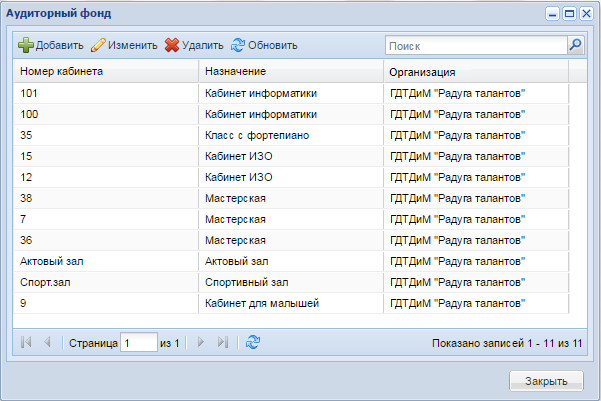 Аудиторный фонд
Добавить Изменить Удалить Обновить Поиск
Номер кабинета Назначение Организация
101 Кабинет информатики ГДТДиМ "Радуга талантов"
100 Кабинет информатики ГДТДиМ "Радуга талантов"
35 Класс с фортепиано ГДТДиМ "Радуга талантов"
15 Кабинет ИЗО ГДТДиМ "Радуга талантов"
12 Кабинет ИЗО ГДТДиМ "Радуга талантов"
38 Мастерская ГДТДиМ "Радуга талантов"
7 Мастерская ГДТДиМ "Радуга талантов"
36 Мастерская ГДТДиМ "Радуга талантов"
Актовый зал Актовый зал ГДТДиМ "Радуга талантов"
Спорт.зал Спортивный зал ГДТДиМ "Радуга талантов"
9 Кабинет для малышей ГДТДиМ "Радуга талантов"
Страница 1 из 1 Показано записей 1 - 11 из 11
Закрыть